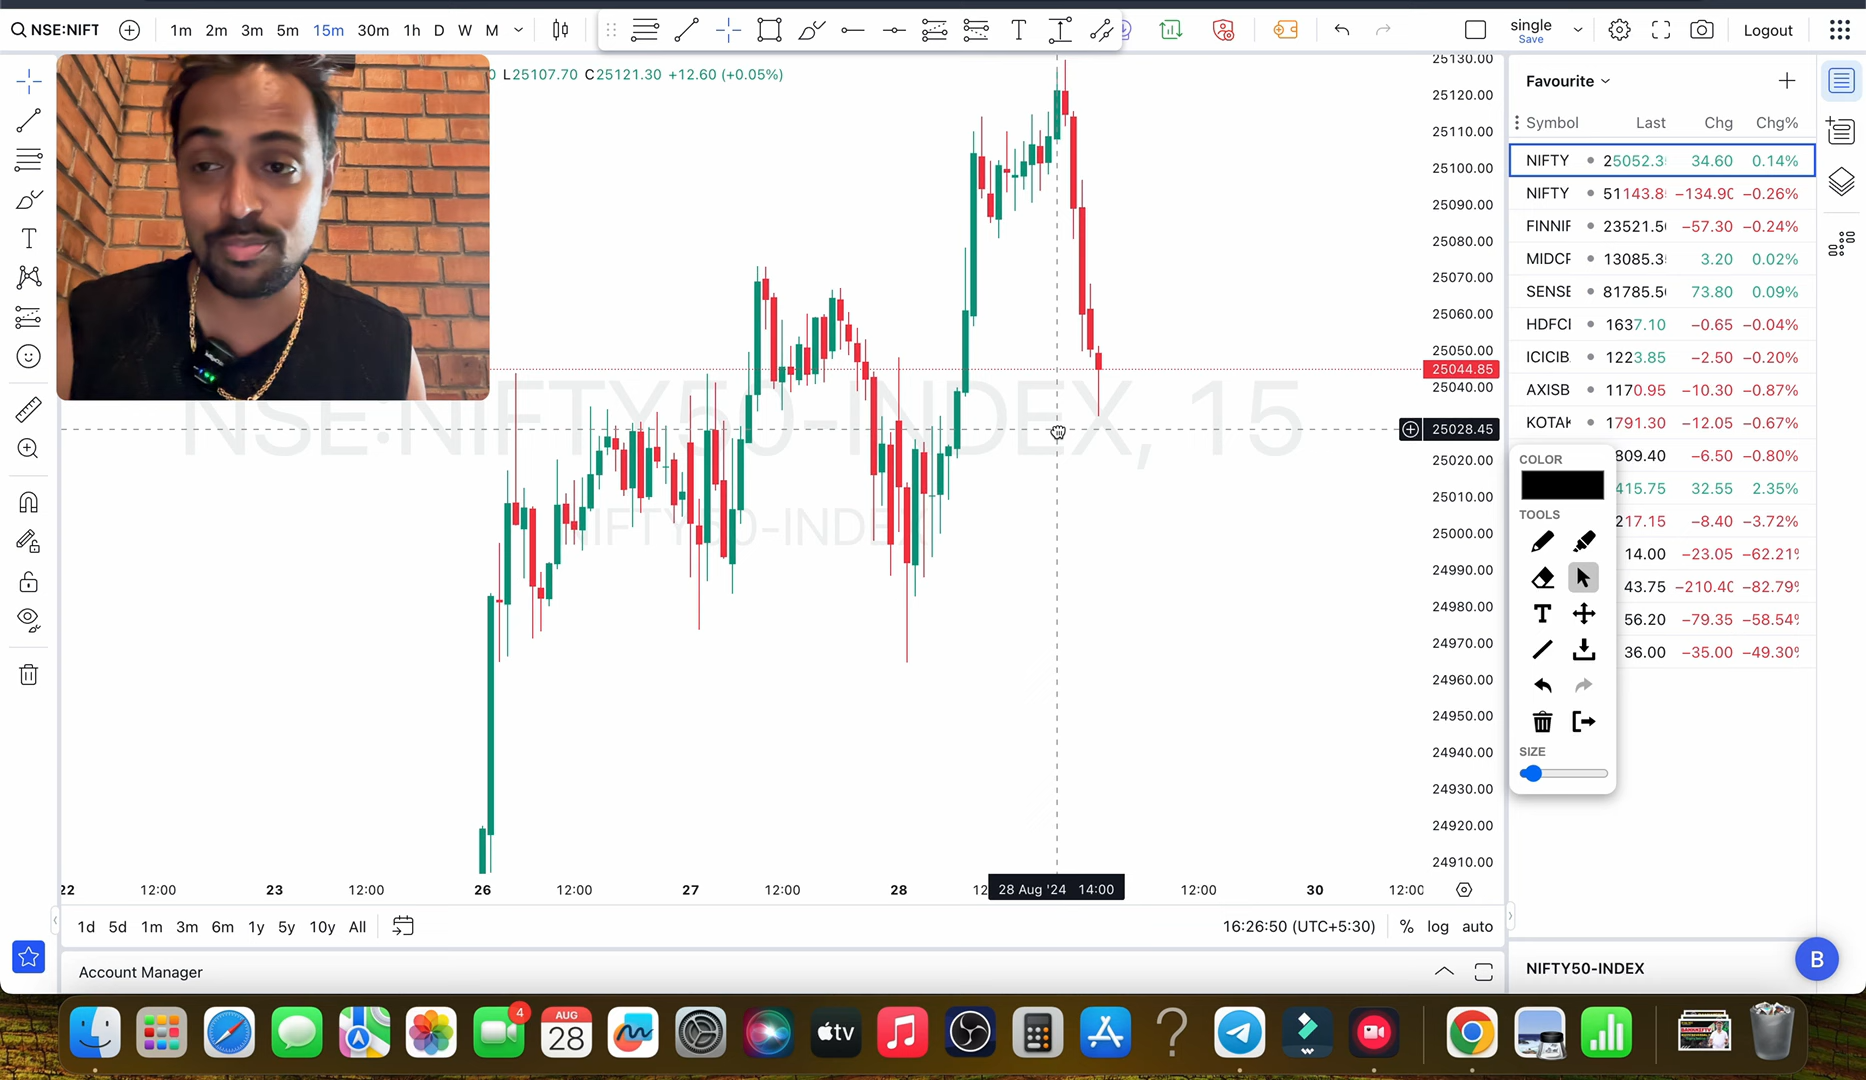 NSE:NIFT 1m 2m 3m 5m 15m 30m 1h D W M T single Save Logout
L25107.70 C25121.30 +12.60 (+0.05%)
NSE:NIFTY50-INDEX, 15
NIFTY50-INDEX
25130.00
25120.00
25110.00
25100.00
25090.00
25080.00
25070.00
25060.00
25050.00
25044.85
25040.00
25028.45
25020.00
25010.00
25000.00
24990.00
24980.00
24970.00
24960.00
24950.00
24940.00
24930.00
24920.00
24910.00
22 12:00 23 12:00 26 12:00 27 12:00 28 12 28 Aug '24 14:00 12:00 30 12:00
1d 5d 1m 3m 6m 1y 5y 10y All 16:26:50 (UTC+5:30) % log auto
Account Manager
Favourite
Symbol Last Chg Chg%
NIFTY 25052.3 34.60 0.14%
NIFTY 51143.8 −134.90 −0.26%
FINNIF 23521.5 −57.30 −0.24%
MIDCP 13085.3 3.20 0.02%
SENSE 81785.5 73.80 0.09%
HDFCI 1637.10 −0.65 −0.04%
ICICIB 1223.85 −2.50 −0.20%
AXISB 1170.95 −10.30 −0.87%
KOTAK 1791.30 −12.05 −0.67%
809.40 −6.50 −0.80%
415.75 32.55 2.35%
217.15 −8.40 −3.72%
14.00 −23.05 −62.21%
43.75 −210.40 −82.79%
56.20 −79.35 −58.54%
36.00 −35.00 −49.30%
COLOR
TOOLS
T
SIZE
NIFTY50-INDEX
B
4
AUG
28
tv